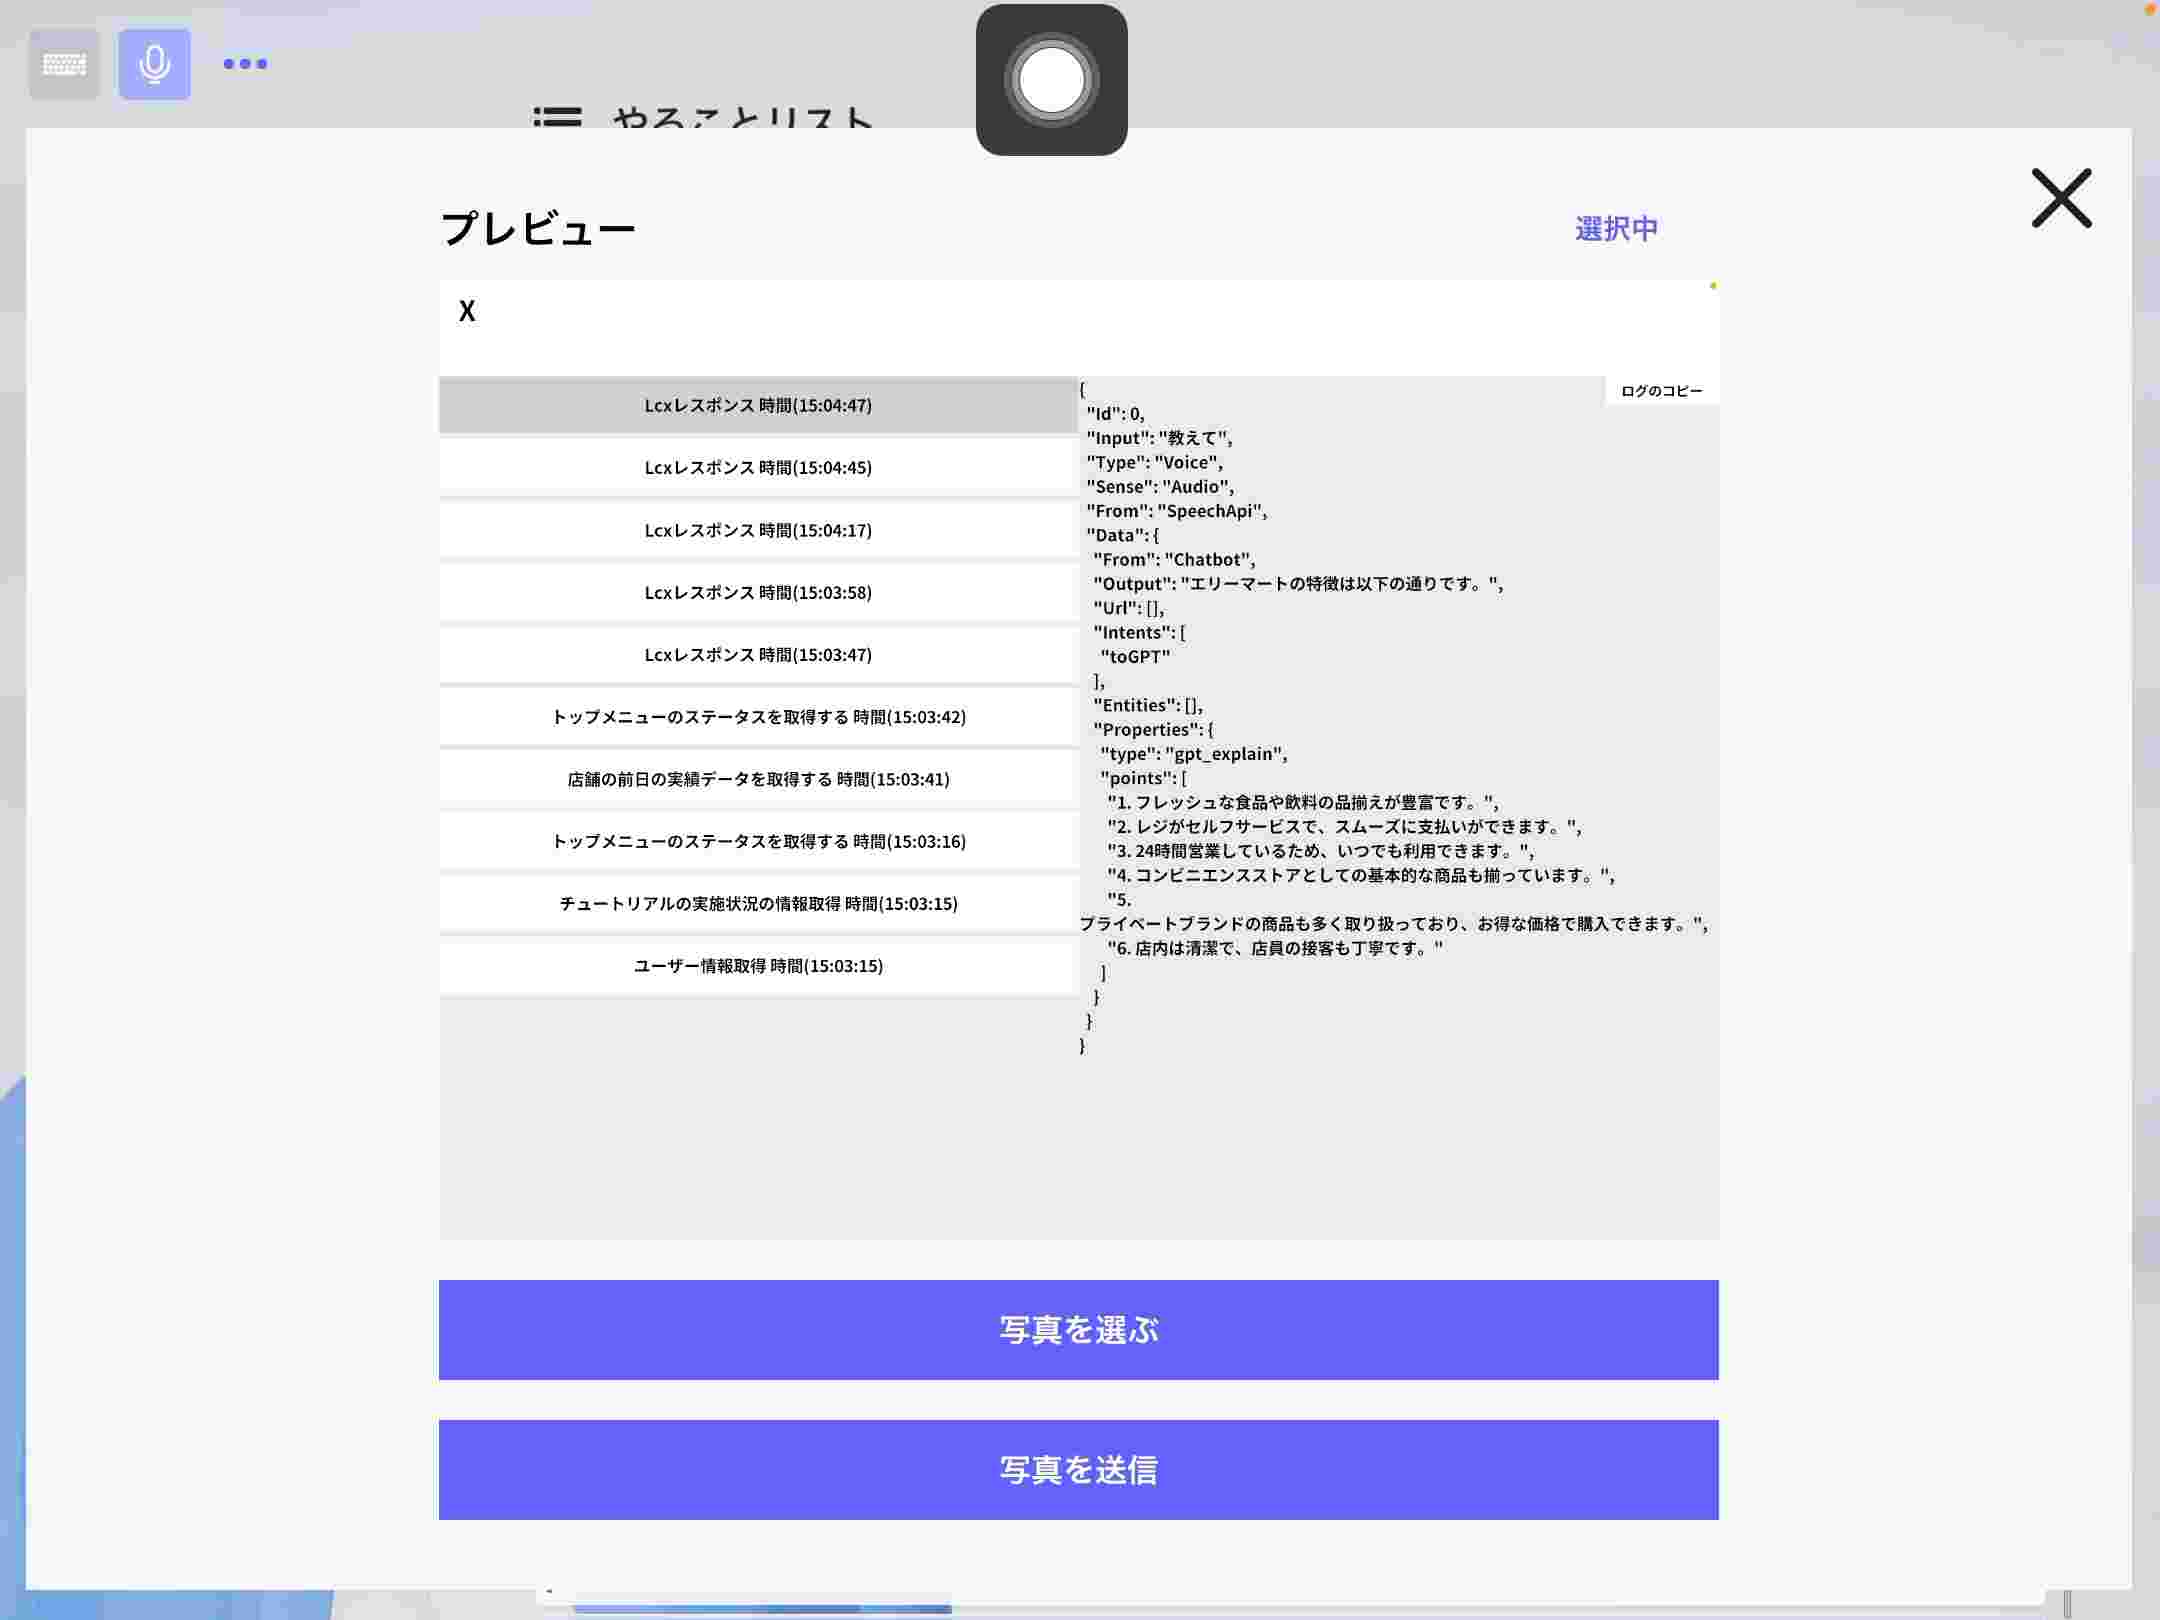 やることリスト
プレビュー
選択中
X
Lcxレスポンス 時間(15:04:47)
Lcxレスポンス 時間(15:04:45)
Lcxレスポンス 時間(15:04:17)
Lcxレスポンス 時間(15:03:58)
Lcxレスポンス 時間(15:03:47)
トップメニューのステータスを取得する 時間(15:03:42)
店舗の前日の実績データを取得する 時間(15:03:41)
トップメニューのステータスを取得する 時間(15:03:16)
チュートリアルの実施状況の情報取得 時間(15:03:15)
ユーザー情報取得 時間(15:03:15)
ログのコピー
{
"Id": 0,
"Input": "教えて",
"Type": "Voice",
"Sense": "Audio",
"From": "SpeechApi",
"Data": {
"From": "Chatbot",
"Output": "エリーマートの特徴は以下の通りです。",
"Url": [],
"Intents": [
"toGPT"
],
"Entities": [],
"Properties": {
"type": "gpt_explain",
"points": [
"1. フレッシュな食品や飲料の品揃えが豊富です。",
"2. レジがセルフサービスで、スムーズに支払いができます。",
"3. 24時間営業しているため、いつでも利用できます。",
"4. コンビニエンスストアとしての基本的な商品も揃っています。",
"5.
プライベートブランドの商品も多く取り扱っており、お得な価格で購入できます。",
"6. 店内は清潔で、店員の接客も丁寧です。"
]
}
}
}
写真を選ぶ
写真を送信